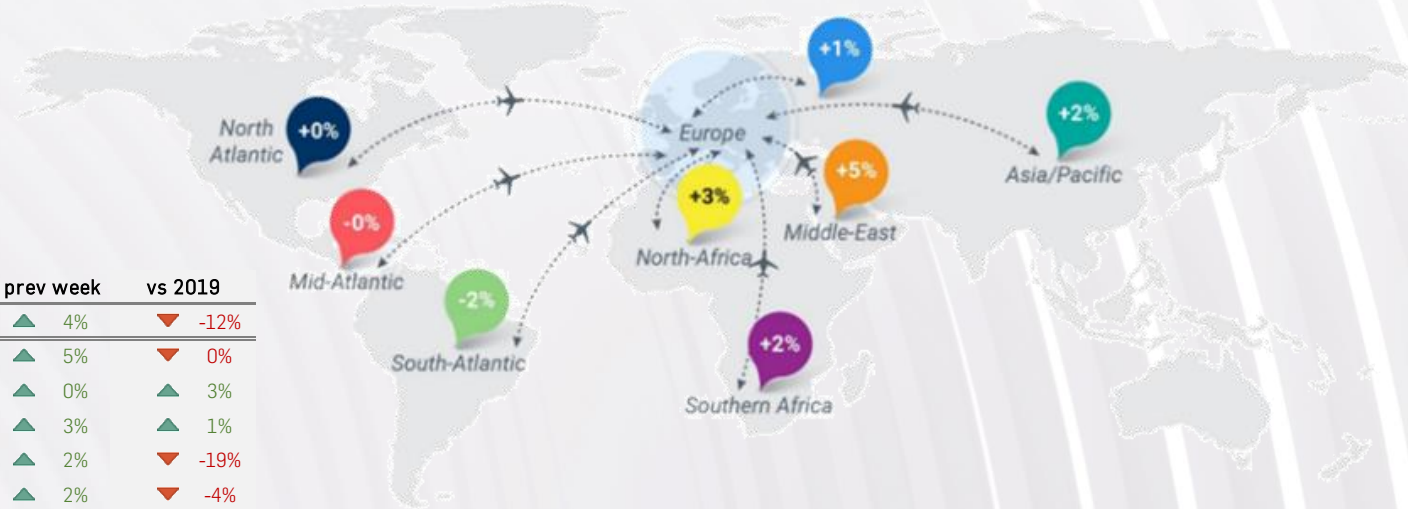 +1%
+2%
North
Atlantic
+0%
Europe
+5%
Asia/Pacific
+3%
-0%
Middle-East
North-Africa
Mid-Atlantic
-2%
South-Atlantic
+2%
Southern Africa
prev week vs 2019
4% -12%
5% 0%
0% 3%
3% 1%
2% -19%
2% -4%